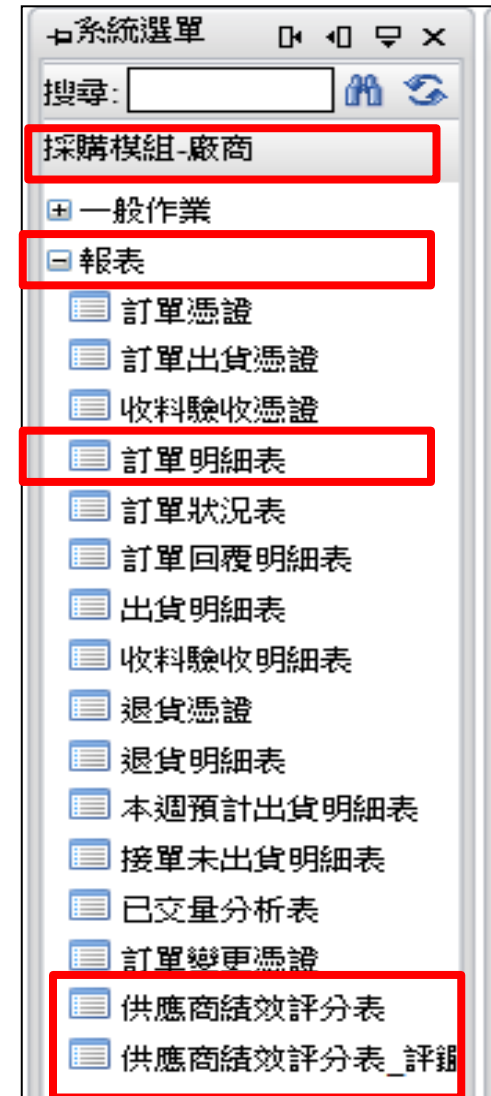 系統選單
搜尋:
採購模組-廠商
一般作業
報表
訂單憑證
訂單出貨憑證
收料驗收憑證
訂單明細表
訂單狀況表
訂單回覆明細表
出貨明細表
收料驗收明細表
退貨憑證
退貨明細表
本週預計出貨明細表
接單未出貨明細表
已交量分析表
訂單變更憑證
供應商績效評分表
供應商績效評分表_評